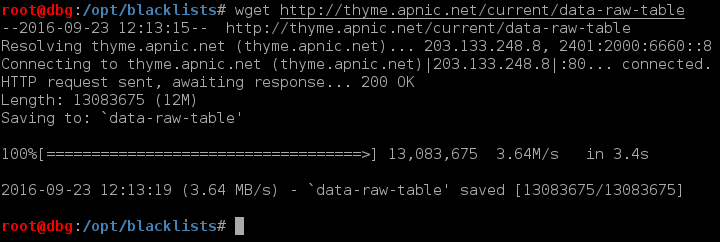 root@dbg:/opt/blacklists# wget http://thyme.apnic.net/current/data-raw-table
--2016-09-23 12:13:15--  http://thyme.apnic.net/current/data-raw-table
Resolving thyme.apnic.net (thyme.apnic.net)... 203.133.248.8, 2401:2000:6660::8
Connecting to thyme.apnic.net (thyme.apnic.net)|203.133.248.8|:80... connected.
HTTP request sent, awaiting response... 200 OK
Length: 13083675 (12M)
Saving to: `data-raw-table'
100%[===================================>] 13,083,675  3.64M/s   in 3.4s
2016-09-23 12:13:19 (3.64 MB/s) - `data-raw-table' saved [13083675/13083675]
root@dbg:/opt/blacklists#